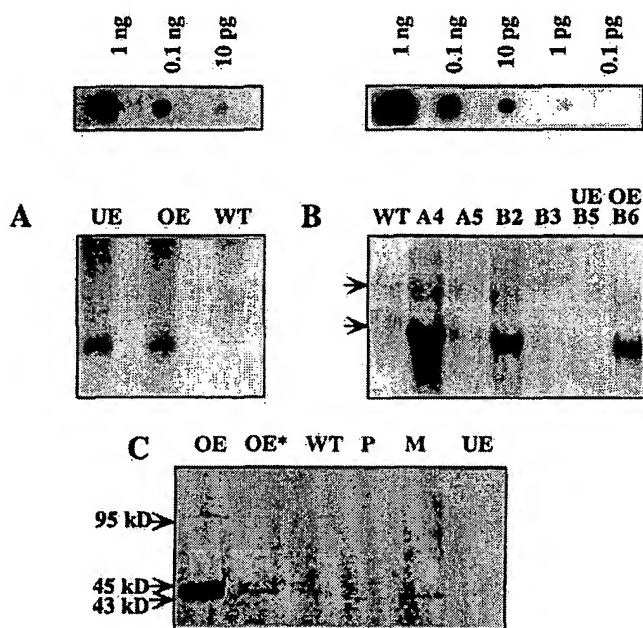 1 ng 0.1 ng 10 pg
1 ng 0.1 ng 10 pg 1 pg 0.1 pg
A UE OE WT
B WT A4 A5 B2 B3 UE B5 OE B6
C OE OE* WT P M UE
95 kD
45 kD
43 kD